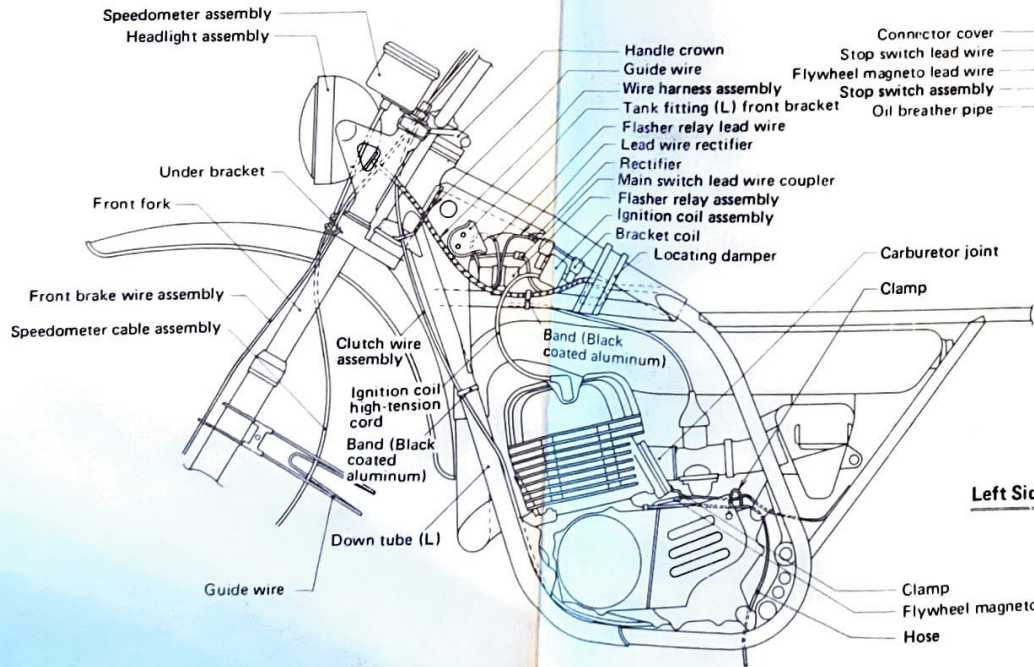 Speedometer assembly
Headlight assembly
Under bracket
Front fork
Front brake wire assembly
Speedometer cable assembly
Guide wire
Handle crown
Guide wire
Wire harness assembly
Tank fitting (L) front bracket
Flasher relay lead wire
Lead wire rectifier
Rectifier
Main switch lead wire coupler
Flasher relay assembly
Ignition coil assembly
Bracket coil
Locating damper
Clutch wire
assembly
Ignition coil
high-tension
cord
Band (Black
coated
aluminum)
Down tube (L)
Band (Black
coated aluminum)
Connector cover
Stop switch lead wire
Flywheel magneto lead wire
Stop switch assembly
Oil breather pipe
Carburetor joint
Clamp
Left Sid
Clamp
Flywheel magneto
Hose